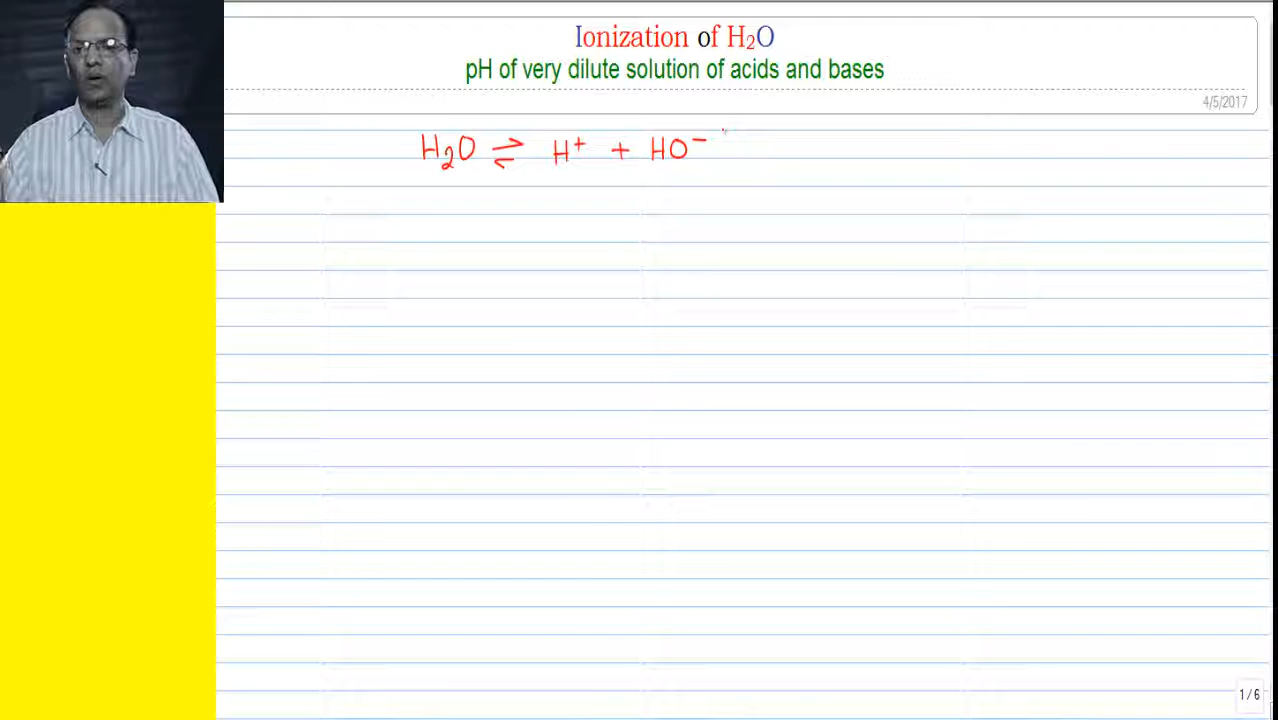 Ionization of H₂O
pH of very dilute solution of acids and bases
4/5/2017
H₂O ⇌ H⁺ + HO⁻
1 / 6